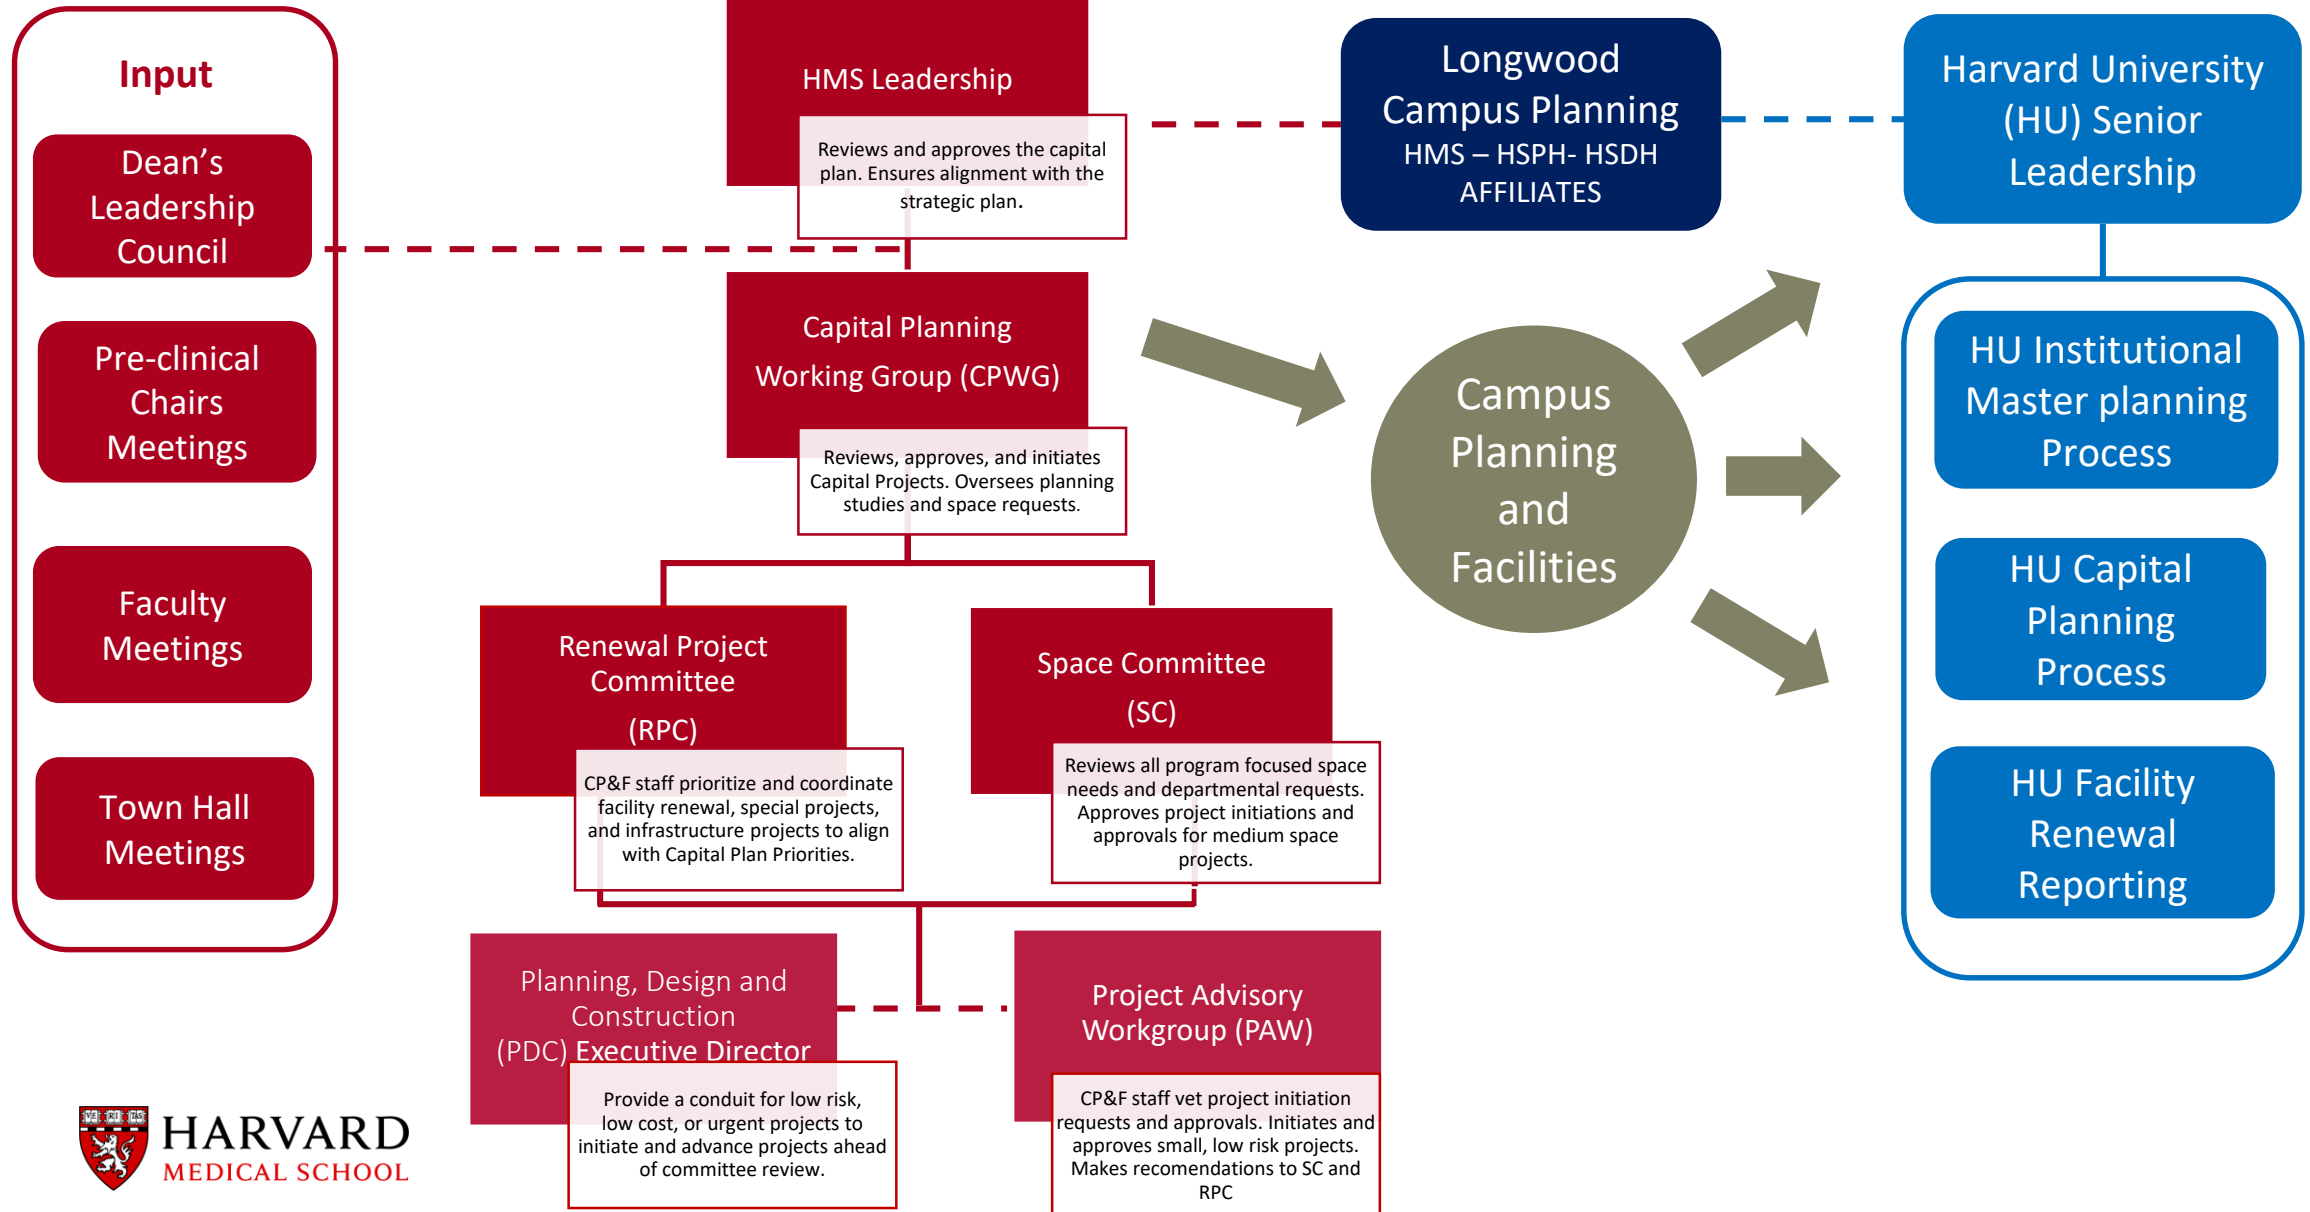 Input
Dean's
Leadership
Council
Pre-clinical
Chairs
Meetings
Faculty
Meetings
Town Hall
Meetings
HMS Leadership
Reviews and approves the capital
plan. Ensures alignment with the
strategic plan.
Capital Planning
Working Group (CPWG)
Reviews, approves, and initiates
Capital Projects. Oversees planning
studies and space requests.
Renewal Project
Committee
(RPC)
CP&F staff prioritize and coordinate
facility renewal, special projects,
and infrastructure projects to align
with Capital Plan Priorities.
Space Committee
(SC)
Reviews all program focused space
needs and departmental requests.
Approves project initiations and
approvals for medium space
projects.
Planning, Design and
Construction
(PDC) Executive Director
Provide a conduit for low risk,
low cost, or urgent projects to
initiate and advance projects ahead
of committee review.
Project Advisory
Workgroup (PAW)
CP&F staff vet project initiation
requests and approvals. Initiates and
approves small, low risk projects.
Makes recomendations to SC and
RPC
Longwood
Campus Planning
HMS – HSPH- HSDH
AFFILIATES
Campus
Planning
and
Facilities
Harvard University
(HU) Senior
Leadership
HU Institutional
Master planning
Process
HU Capital
Planning
Process
HU Facility
Renewal
Reporting
VE RI TAS
HARVARD
MEDICAL SCHOOL